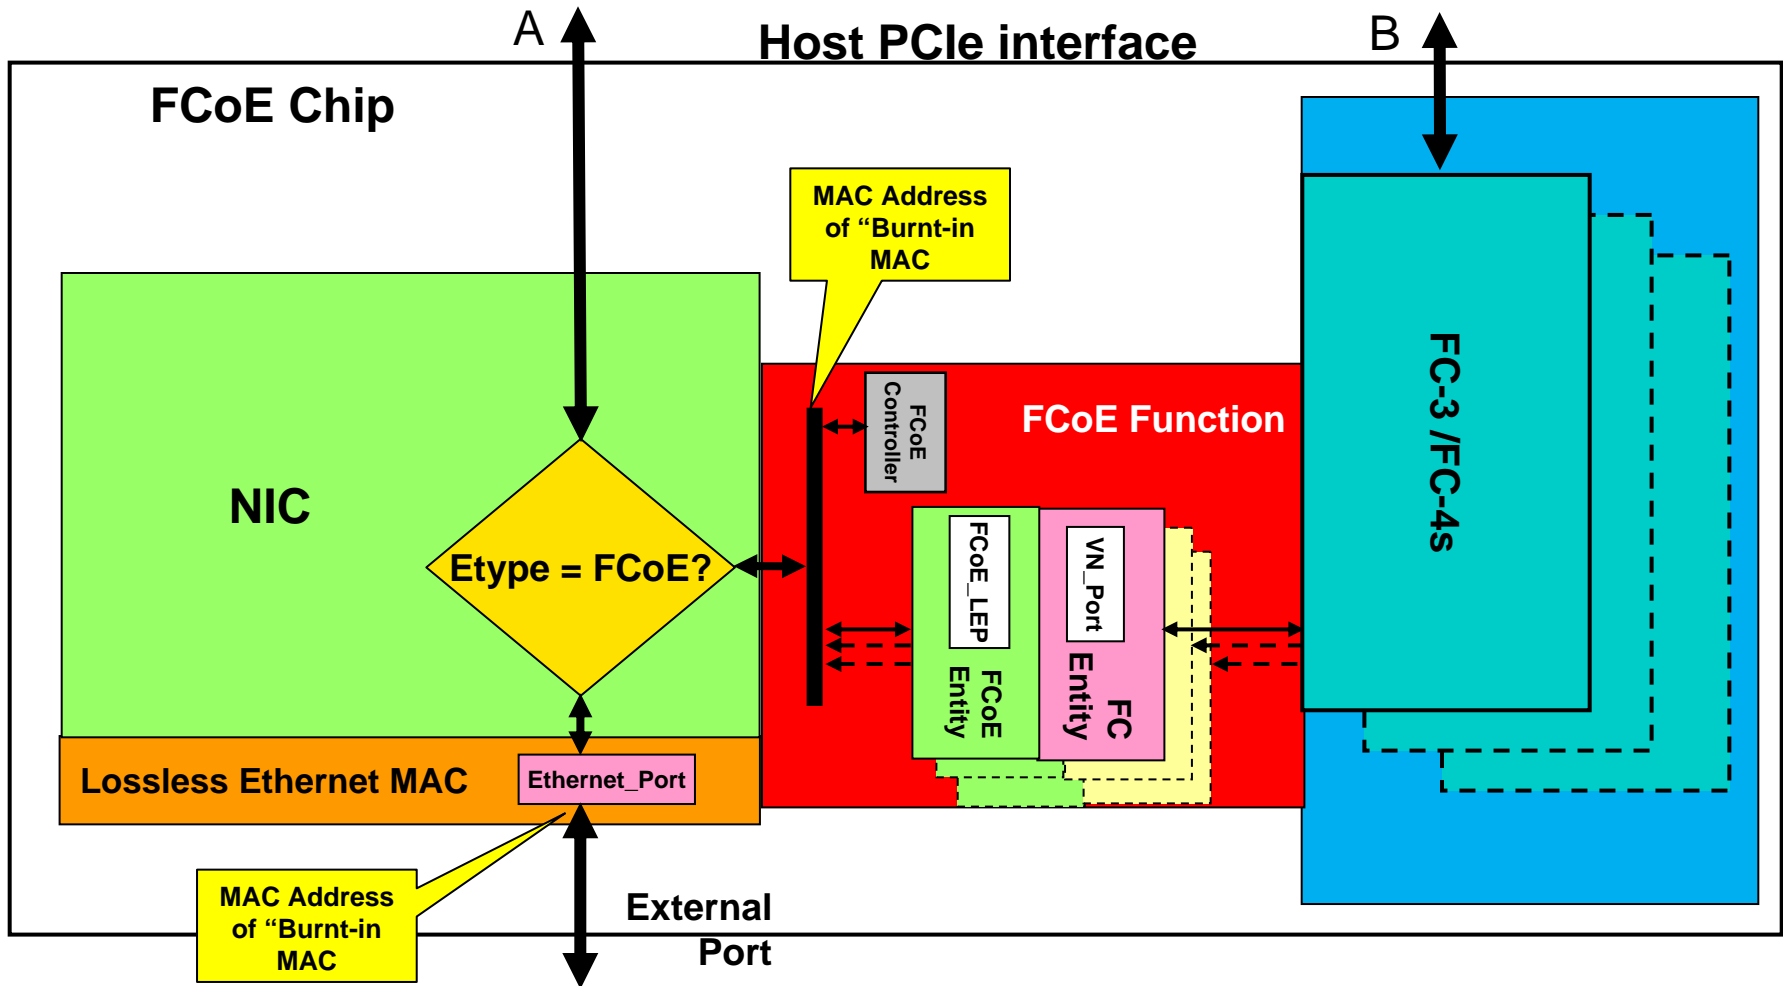 A
Host PCIe interface
B
FCoE Chip
MAC Address
of “Burnt-in
MAC
FCoE
Controller
FCoE Function
FC-3 /FC-4s
NIC
Etype = FCoE?
FCoE_LEP
FCoE
Entity
VN_Port
FC
Entity
Lossless Ethernet MAC
Ethernet_Port
MAC Address
of “Burnt-in
MAC
External
Port